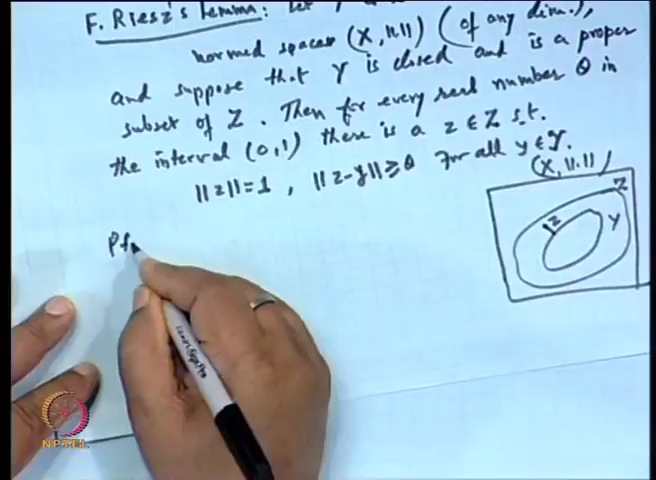 F. Riesz's Lemma: Let Y
normed spaces (X, ||.||) (of any dim.),
and suppose that Y is closed and is a proper
subset of Z. Then for every real number θ in
the interval (0,1) there is a z ∈ Z s.t.
||z||=1, ||z-y||≥θ for all y ∈ Y.
(X, ||.||)
Z
z
Y
Pf
NPTEL